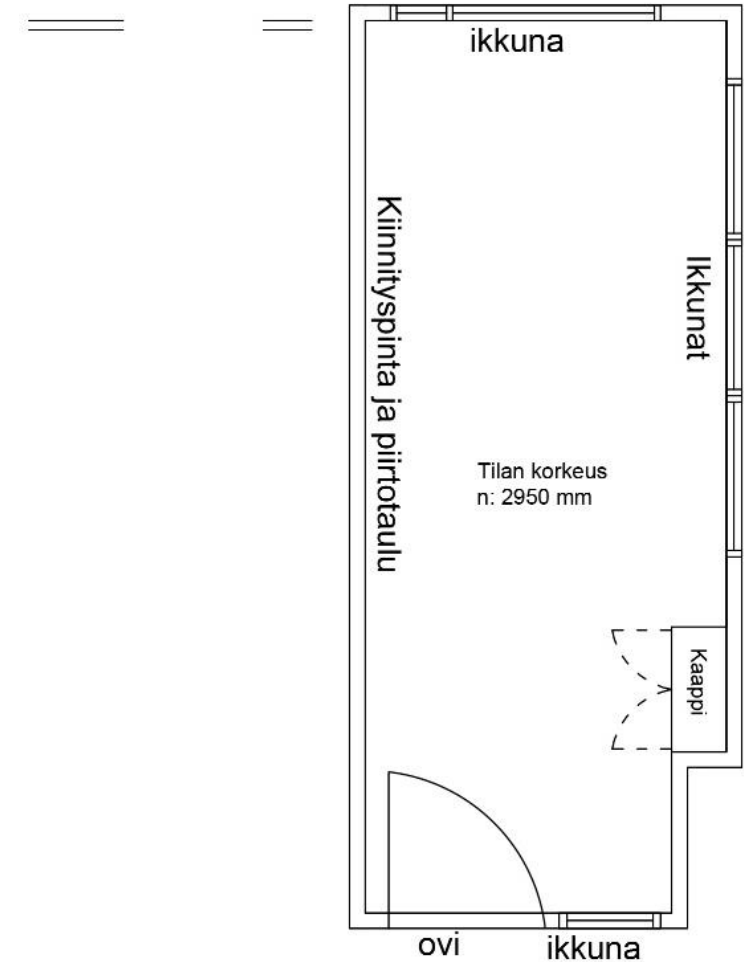 ikkuna
Kiinnityspinta ja piirtotaulu
Ikkunat
Tilan korkeus
n: 2950 mm
Kaappi
ovi
ikkuna